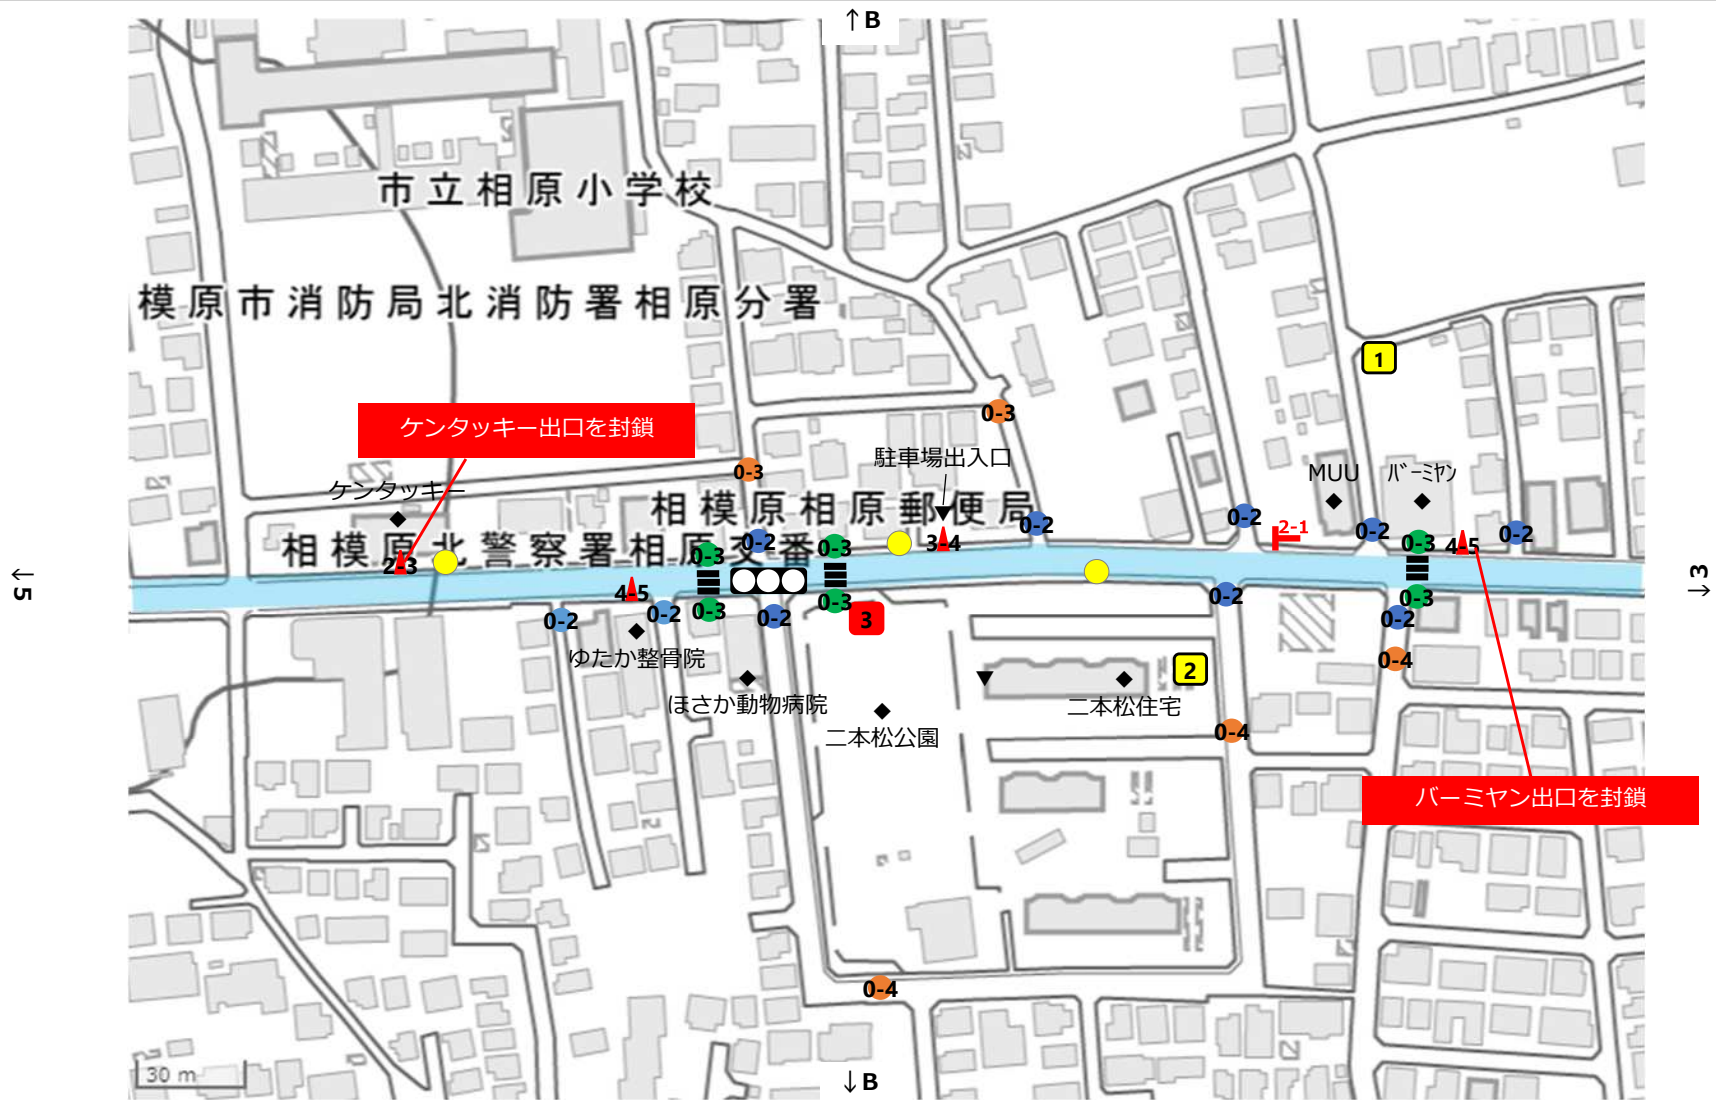 ↑B
市立相原小学校
模原市消防局北消防署相原分署
1
ケンタッキー出口を封鎖
0-3
駐車場出入口
0-3
ケンタッキー
MUU
バーミヤン
相模原相原郵便局
0-2
0-2
2-1
0-2
0-2
相模原北警察署相原交番
0-2
0-3
0-3
3-4
0-3
4-5
2-3
←5
3→
4-5
0-2
0-2
0-3
0-2
0-3
3
0-2
0-3
0-2
ゆたか整骨院
0-4
2
ほさか動物病院
二本松住宅
二本松公園
0-4
バーミヤン出口を封鎖
0-4
30 m
↓B